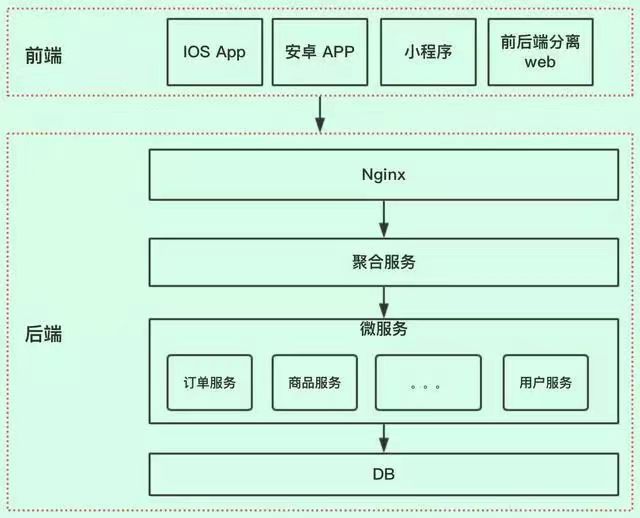 前端
IOS App
安卓 APP
小程序
前后端分离
web
后端
Nginx
聚合服务
微服务
订单服务
商品服务
。。。
用户服务
DB